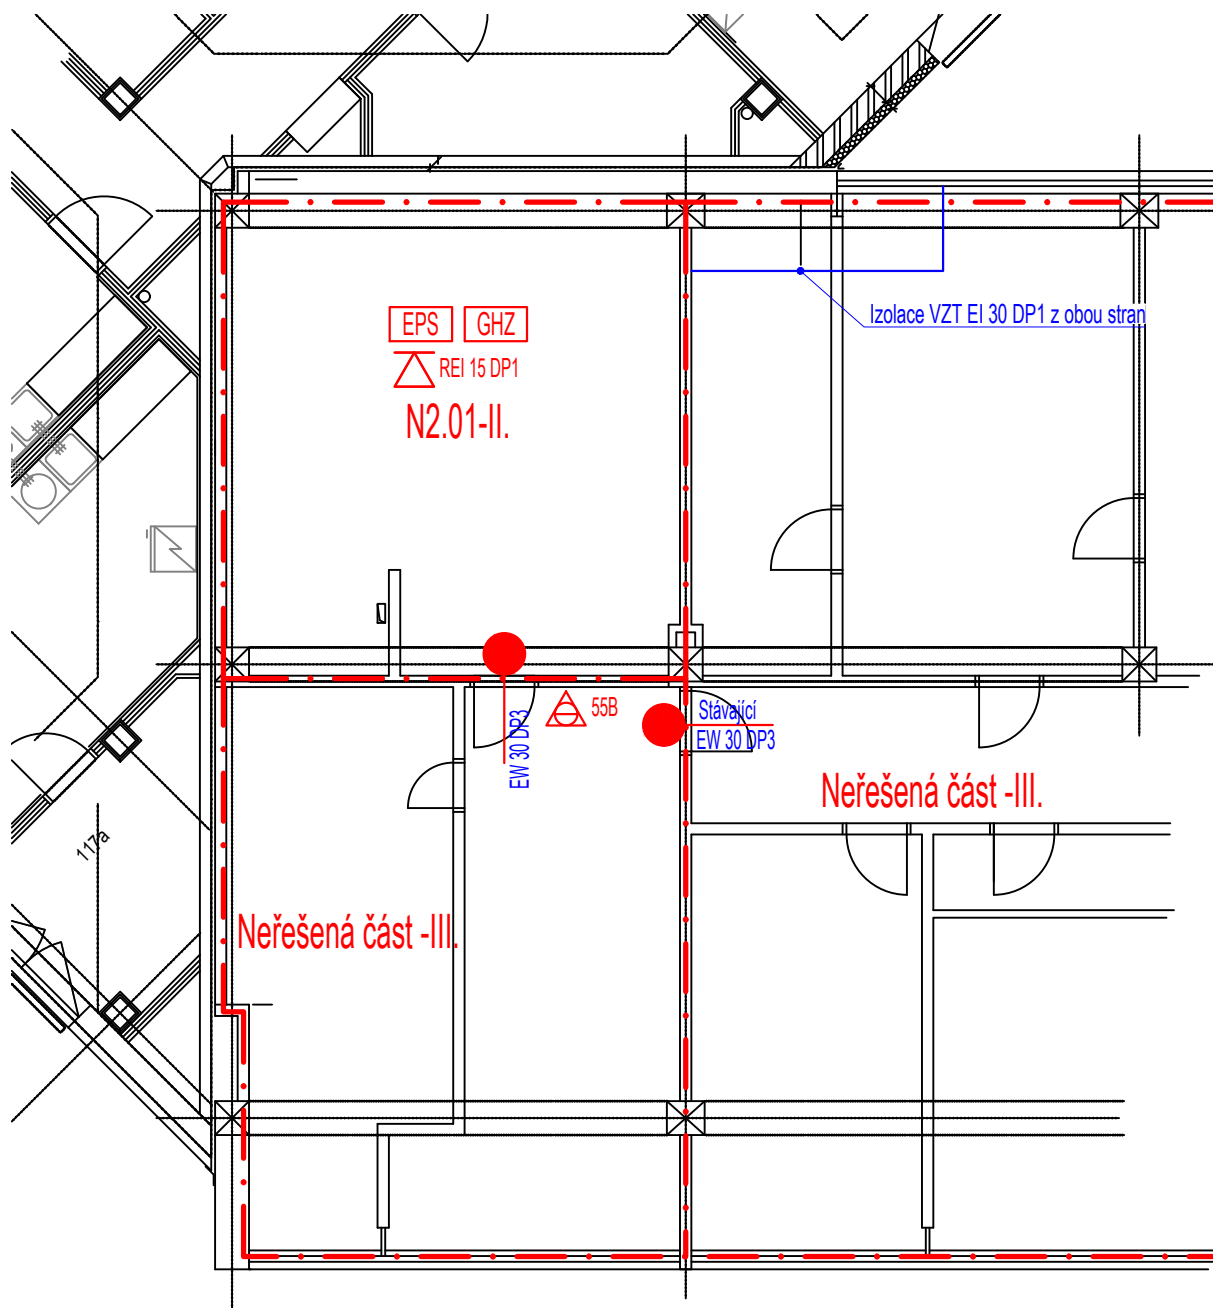 EPS GHZ
REI 15 DP1
N2.01-II.
Izolace VZT EI 30 DP1 z obou stran
55B
EW 30 DP3
Stávající
EW 30 DP3
Neřešená část -III.
117a
Neřešená část -III.